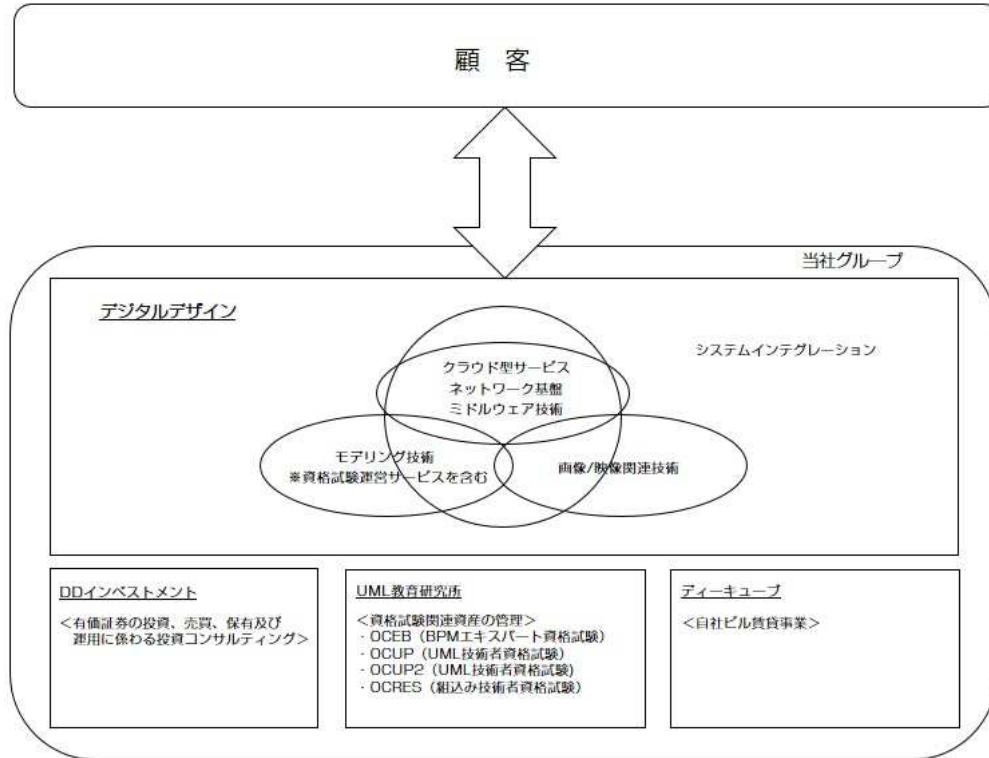 顧 客
当社グループ
デジタルデザイン
システムインテグレーション
クラウド型サービス
ネットワーク基盤
ミドルウェア技術
モデリング技術
※資格試験運営サービスを含む
画像/映像関連技術
DDインベストメント
＜有価証券の投資、売買、保有及び
運用に係わる投資コンサルティング＞
UML教育研究所
＜資格試験関連資産の管理＞
・OCEB（BPMエキスパート資格試験）
・OCUP（UML技術者資格試験）
・OCUP2（UML技術者資格試験)
・OCRES（組込み技術者資格試験）
ディーキューブ
＜自社ビル賃貸事業＞